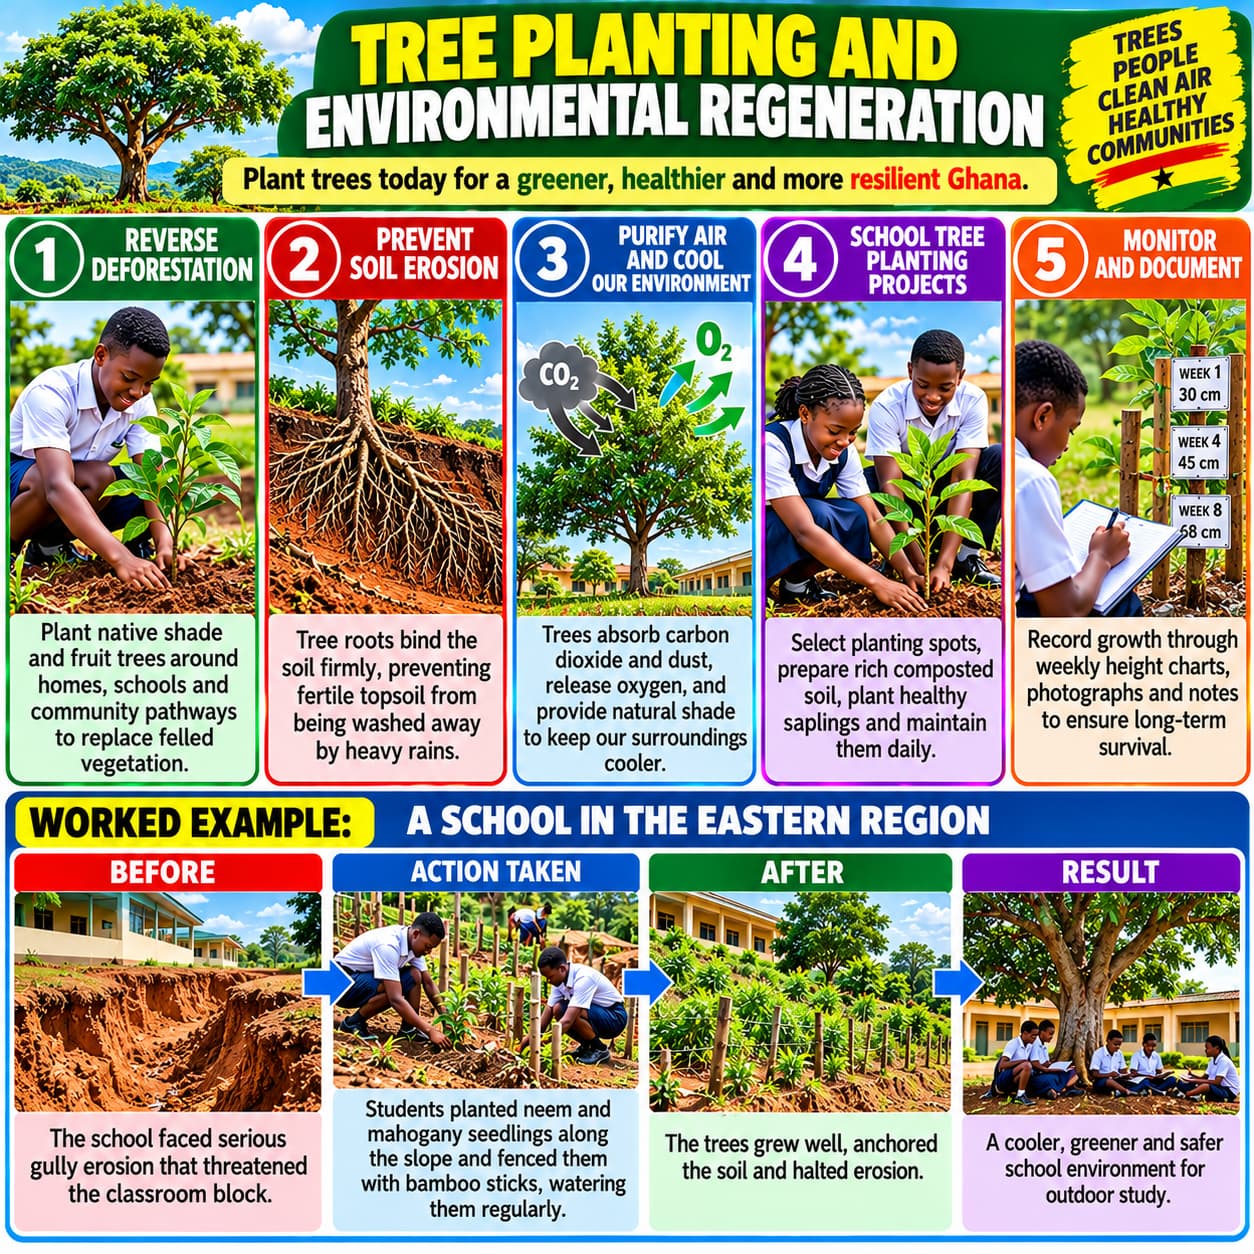 TREE PLANTING AND
ENVIRONMENTAL REGENERATION
Plant trees today for a greener, healthier and more resilient Ghana.
TREES
PEOPLE
CLEAN AIR
HEALTHY
COMMUNITIES
1
REVERSE
DEFORESTATION
Plant native shade
and fruit trees around
homes, schools and
community pathways
to replace felled
vegetation.
2
PREVENT
SOIL EROSION
Tree roots bind the
soil firmly, preventing
fertile topsoil from
being washed away
by heavy rains.
3
PURIFY AIR
AND COOL
OUR ENVIRONMENT
CO₂
O₂
Trees absorb carbon
dioxide and dust,
release oxygen, and
provide natural shade
to keep our surroundings
cooler.
4
SCHOOL TREE
PLANTING
PROJECTS
Select planting spots,
prepare rich composted
soil, plant healthy
saplings and maintain
them daily.
5
MONITOR
AND DOCUMENT
WEEK 1
30 cm
WEEK 4
45 cm
WEEK 8
68 cm
Record growth through
weekly height charts,
photographs and notes
to ensure long-term
survival.
WORKED EXAMPLE: A SCHOOL IN THE EASTERN REGION
BEFORE
The school faced serious
gully erosion that threatened
the classroom block.
ACTION TAKEN
Students planted neem and
mahogany seedlings along
the slope and fenced them
with bamboo sticks, watering
them regularly.
AFTER
The trees grew well, anchored
the soil and halted erosion.
RESULT
A cooler, greener and safer
school environment for
outdoor study.